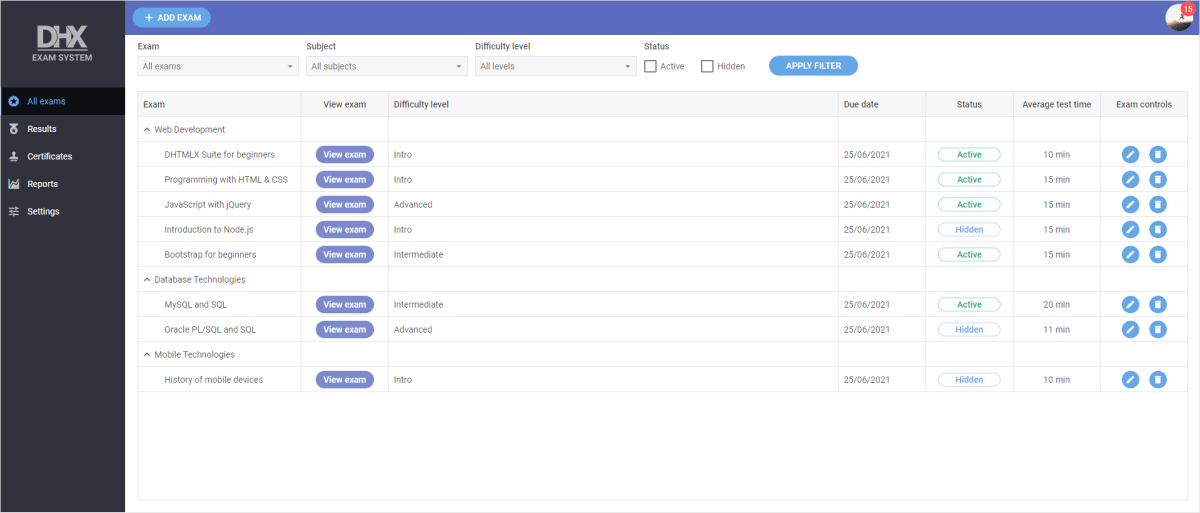 DHX
EXAM SYSTEM
All exams
Results
Certificates
Reports
Settings
+ ADD EXAM
A
15
Exam
Subject
Difficulty level
Status
All exams
All subjects
All levels
Active
Hidden
APPLY FILTER
Exam View exam Difficulty level Due date Status Average test time Exam controls
Web Development
DHTMLX Suite for beginners View exam Intro 25/06/2021 Active 10 min
Programming with HTML & CSS View exam Intro 25/06/2021 Active 15 min
JavaScript with jQuery View exam Advanced 25/06/2021 Active 15 min
Introduction to Node.js View exam Intro 25/06/2021 Hidden 15 min
Bootstrap for beginners View exam Intermediate 25/06/2021 Active 15 min
Database Technologies
MySQL and SQL View exam Intermediate 25/06/2021 Active 20 min
Oracle PL/SQL and SQL View exam Advanced 25/06/2021 Hidden 11 min
Mobile Technologies
History of mobile devices View exam Intro 25/06/2021 Hidden 10 min